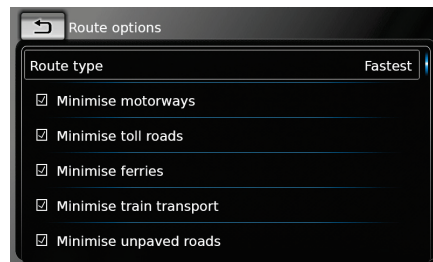 Route options
Route type Fastest
Minimise motorways
Minimise toll roads
Minimise ferries
Minimise train transport
Minimise unpaved roads